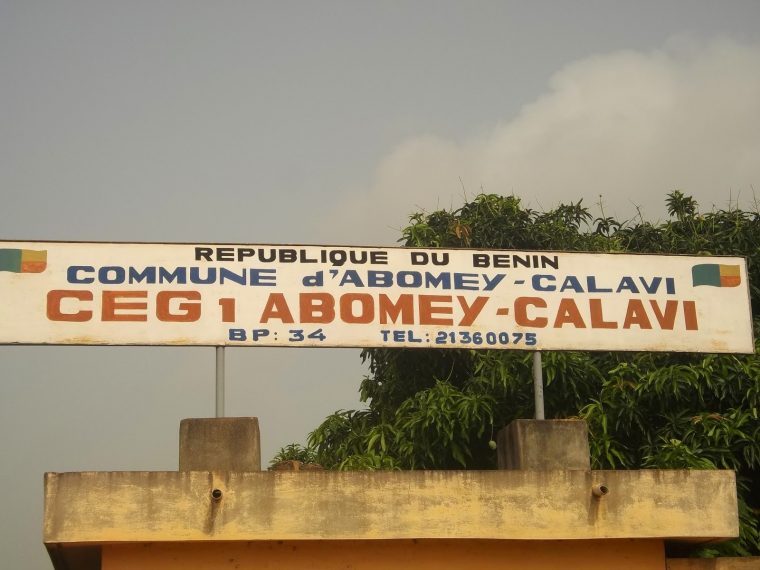 REPUBLIQUE DU BENIN
COMMUNE d'ABOMEY-CALAVI
CEG 1 ABOMEY-CALAVI
BP: 34 TEL: 21360075